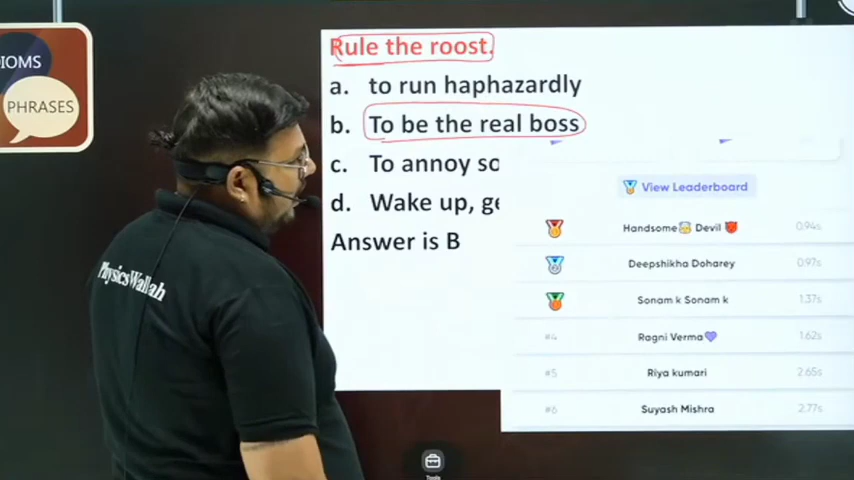 IDIOMS
PHRASES
Rule the roost.
a. to run haphazardly
b. To be the real boss
c. To annoy so
d. Wake up, ge
Answer is B
PhysicsWallah
View Leaderboard
Handsome Devil 0.94s
Deepshikha Doharey 0.97s
Sonam k Sonam k 1.37s
#4 Ragni Verma💜 1.62s
#5 Riya kumari 2.65s
#6 Suyash Mishra 2.77s
Tools